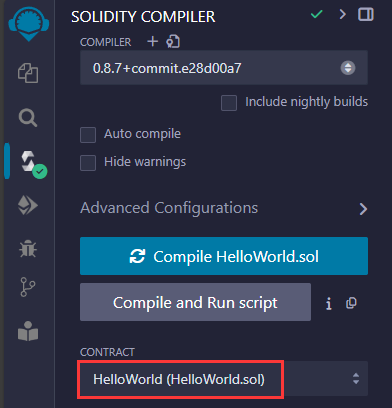 SOLIDITY COMPILER
COMPILER
0.8.7+commit.e28d00a7
Include nightly builds
Auto compile
Hide warnings
Advanced Configurations
Compile HelloWorld.sol
Compile and Run script
CONTRACT
HelloWorld (HelloWorld.sol)